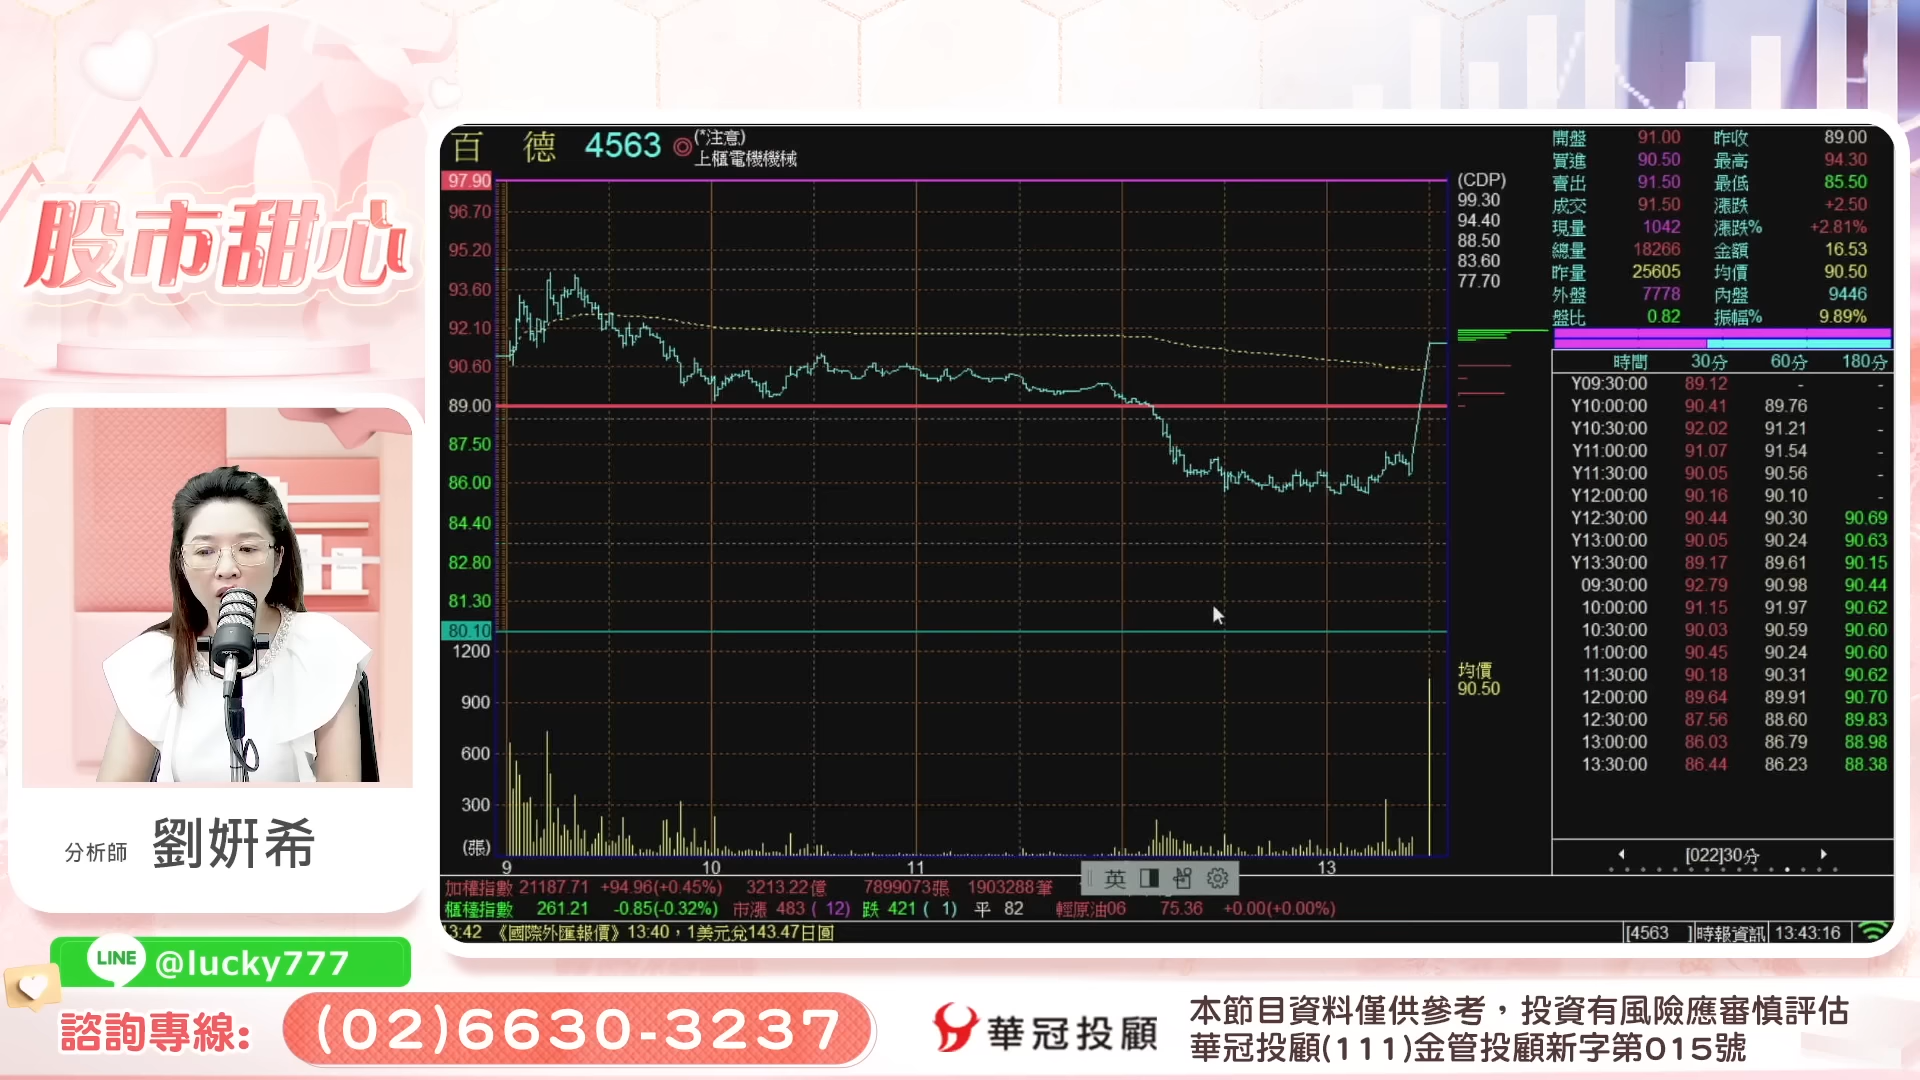 股市甜心
分析師 劉妍希
LINE @lucky777
諮詢專線: (02)6630-3237
華冠投顧
本節目資料僅供參考，投資有風險應審慎評估
華冠投顧(111)金管投顧新字第015號
百 德 4563 ◎(*注意)
上櫃電機機械
97.90
96.70
95.20
93.60
92.10
90.60
89.00
87.50
86.00
84.40
82.80
81.30
80.10
1200
900
600
300
(張)
9 10 11 13
(CDP)
99.30
94.40
88.50
83.60
77.70
均價
90.50
開盤 91.00 昨收 89.00
買進 90.50 最高 94.30
賣出 91.50 最低 85.50
成交 91.50 漲跌 +2.50
現量 1042 漲跌% +2.81%
總量 18266 金額 16.53
昨量 25605 均價 90.50
外盤 7778 內盤 9446
盤比 0.82 振幅% 9.89%
時間 30分 60分 180分
Y09:30:00 89.12 - -
Y10:00:00 90.41 89.76 -
Y10:30:00 92.02 91.21 -
Y11:00:00 91.07 91.54 -
Y11:30:00 90.05 90.56 -
Y12:00:00 90.16 90.10 -
Y12:30:00 90.44 90.30 90.69
Y13:00:00 90.05 90.24 90.63
Y13:30:00 89.17 89.61 90.15
09:30:00 92.79 90.98 90.44
10:00:00 91.15 91.97 90.62
10:30:00 90.03 90.59 90.60
11:00:00 90.45 90.24 90.60
11:30:00 90.18 90.31 90.62
12:00:00 89.64 89.91 90.70
12:30:00 87.56 88.60 89.83
13:00:00 86.03 86.79 88.98
13:30:00 86.44 86.23 88.38
[022]30分
英
加權指數 21187.71 +94.96(+0.45%) 3213.22億 7899073張 1903288筆
櫃檯指數 261.21 -0.85(-0.32%) 市漲 483 ( 12) 跌 421 ( 1) 平 82 輕原油06 75.36 +0.00(+0.00%)
13:42 《國際外匯報價》13:40，1美元兌143.47日圓
[4563 ] 時報資訊 13:43:16